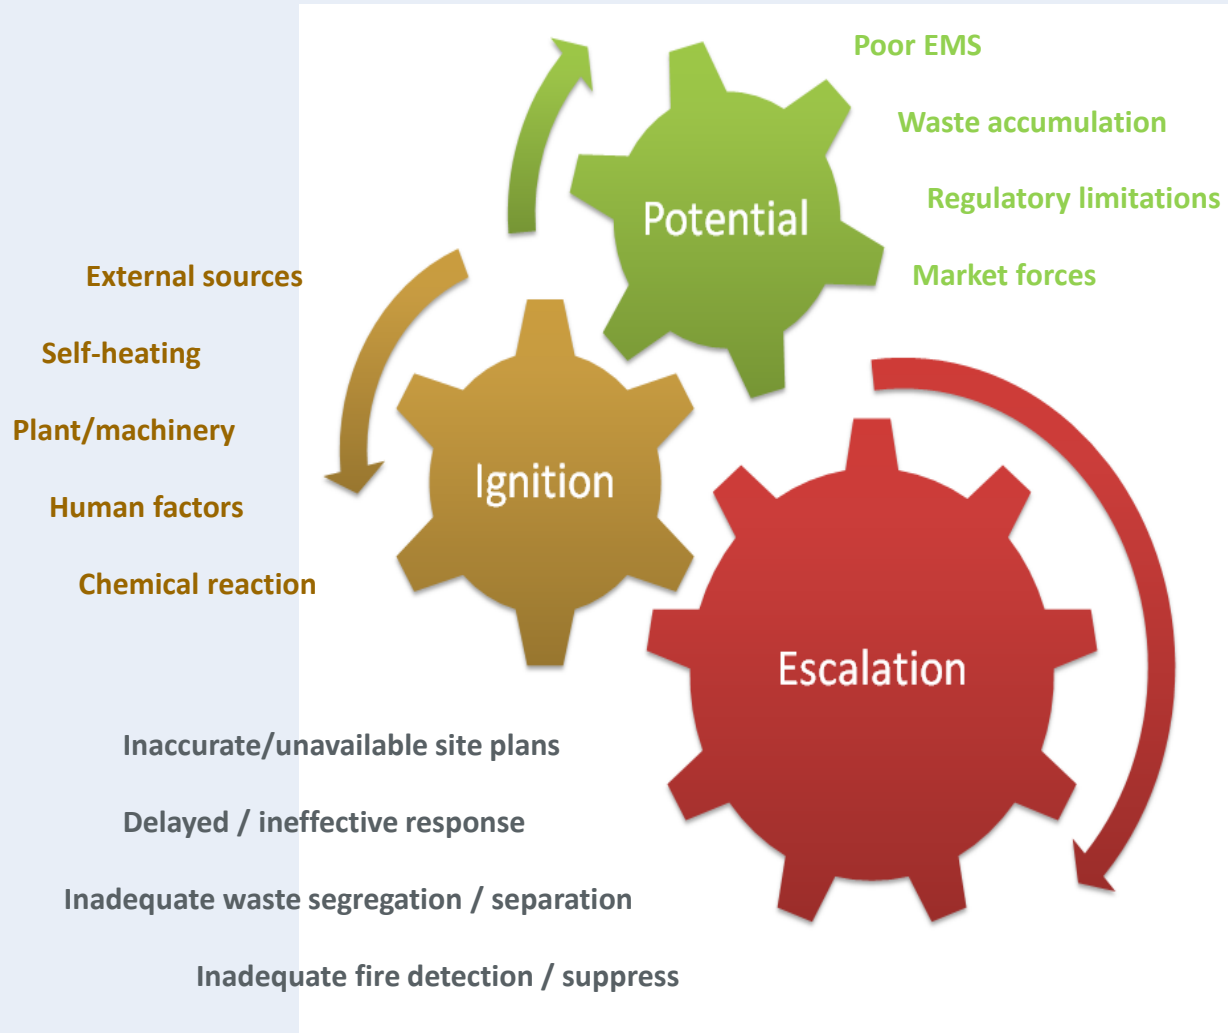 Poor EMS
Waste accumulation
Regulatory limitations
Market forces
Potential
External sources
Self-heating
Plant/machinery
Human factors
Chemical reaction
Ignition
Escalation
Inaccurate/unavailable site plans
Delayed / ineffective response
Inadequate waste segregation / separation
Inadequate fire detection / suppress